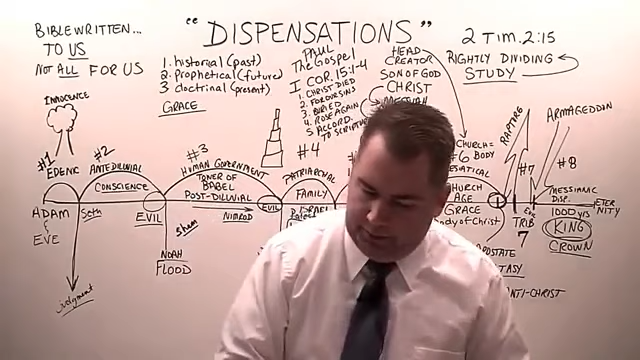 BIBLE WRITTEN...
TO US
NOT ALL FOR US
"DISPENSATIONS"
2 TIM. 2:15
RIGHTLY DIVIDING
STUDY
1. historial (past)
2. Prophetical (future)
3 doctrinal (present)
GRACE
PAUL
The Gospel
I COR. 15:1-4
1. CHRIST DIED
2. FOR OUR SINS
3. BURIED
4. ROSE AGAIN
5 ACCORD.
TO SCRIPTURE
HEAD
CREATOR
SON OF GOD
CHRIST
MESSIAH
INNOCENCE
#1
EDENIC
ADAM
& EVE
Seth
judgment
#2
ANTEDILUVIAL
CONSCIENCE
EVIL
NOAH
FLOOD
Shem
#3
HUMAN GOVERNMENT
TOWER OF
BABEL
POST-DILUVIAL
NIMROD
EVIL
#4
PATRIARCHAL
FAMILY
ISRAEL
CHURCH=
#6 BODY
CHURCH
AGE
GRACE
Body of Christ
RAPTURE
#7
TRIB
7
ANTI-CHRIST
ARMAGEDDON
#8
MESSIANIC
DISP.
1000 yrs
KING
CROWN
ETERNITY